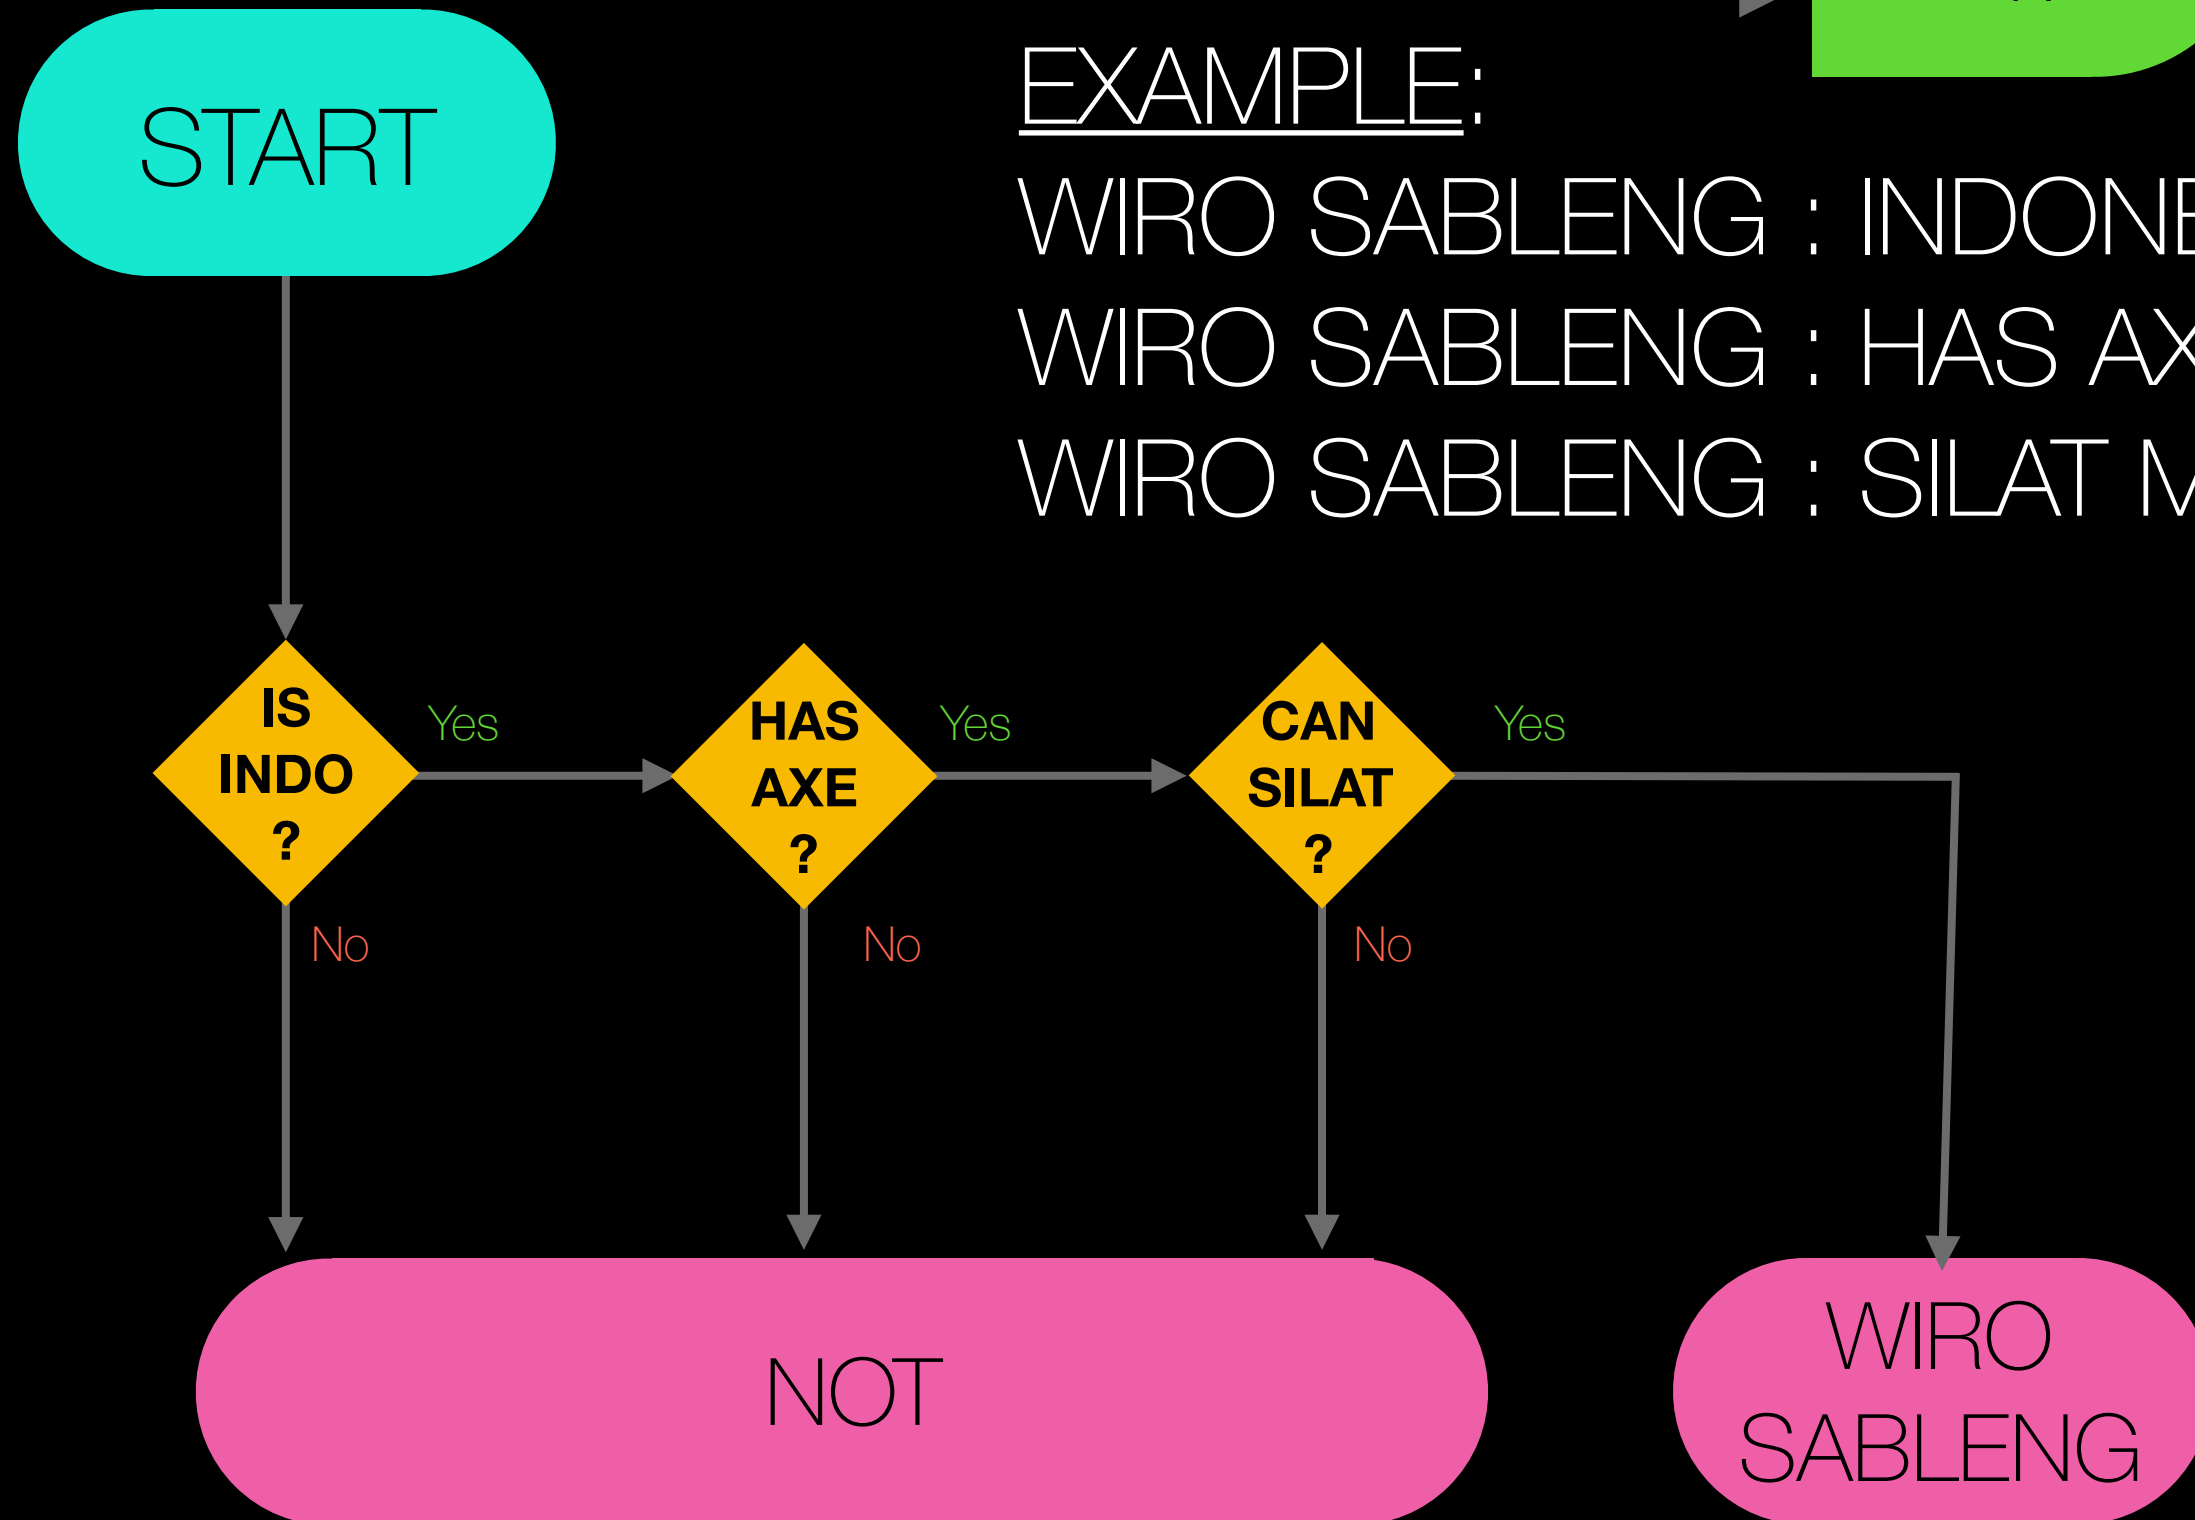 START
EXAMPLE:
WIRO SABLENG : INDONE
WIRO SABLENG : HAS AX
WIRO SABLENG : SILAT M
IS
INDO
?
Yes
No
HAS
AXE
?
Yes
No
CAN
SILAT
?
Yes
No
NOT
WIRO
SABLENG